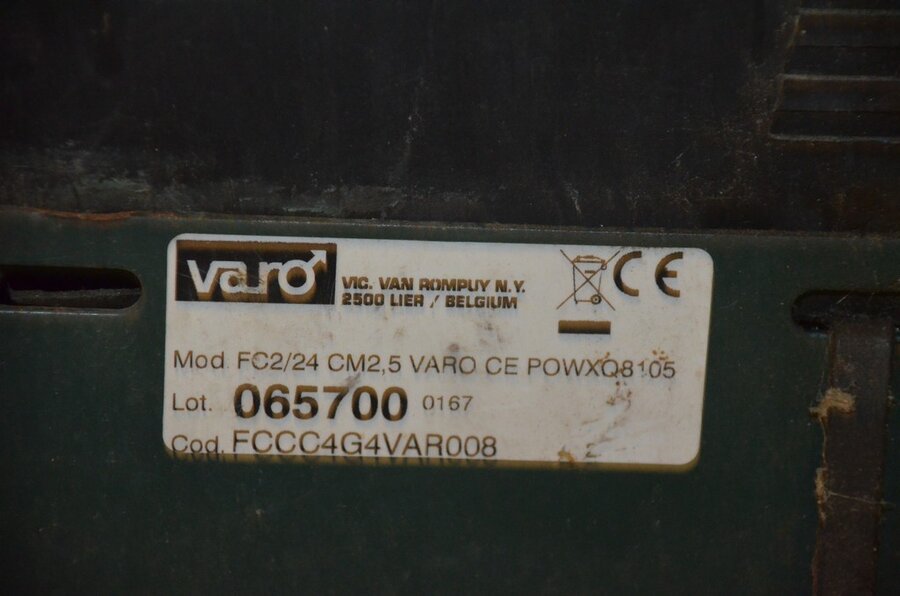 varo
VIC. VAN ROMPUY N.Y.
2500 LIER / BELGIUM
CE
Mod. FC2/24 CM2,5 VARO CE POWXQ8105
Lot. 065700 0167
Cod. FCCC4G4VAR008